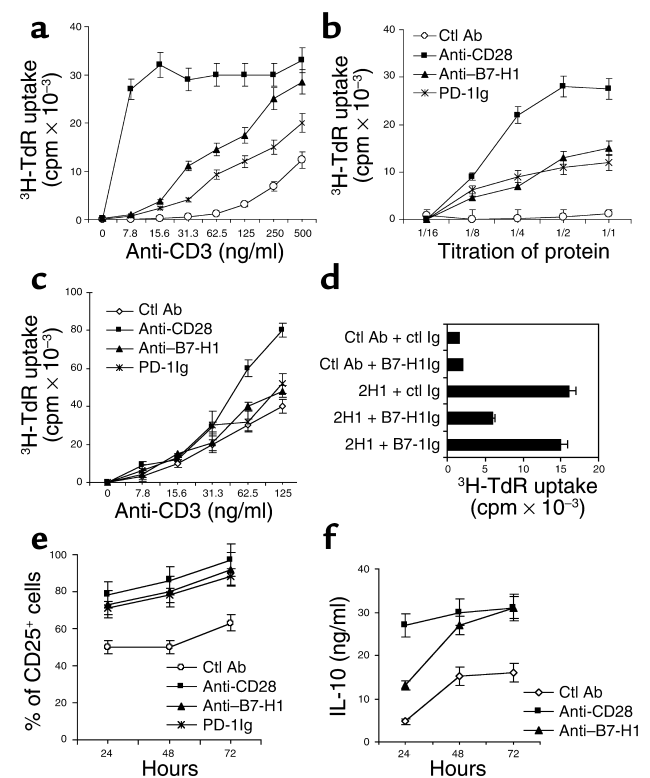 a
³H-TdR uptake
(cpm × 10⁻³)
40
30
20
10
0
0 7.8 15.6 31.3 62.5 125 250 500
Anti-CD3 (ng/ml)
b
Ctl Ab
Anti-CD28
Anti–B7-H1
PD-1Ig
³H-TdR uptake
(cpm × 10⁻³)
40
30
20
10
0
1/16 1/8 1/4 1/2 1/1
Titration of protein
c
Ctl Ab
Anti-CD28
Anti–B7-H1
PD-1Ig
³H-TdR uptake
(cpm × 10⁻³)
100
80
60
40
20
0
0 7.8 15.6 31.3 62.5 125
Anti-CD3 (ng/ml)
d
Ctl Ab + ctl Ig
Ctl Ab + B7-H1Ig
2H1 + ctl Ig
2H1 + B7-H1Ig
2H1 + B7-1Ig
0 5 10 15 20
³H-TdR uptake
(cpm × 10⁻³)
e
% of CD25⁺ cells
100
80
60
40
20
0
Ctl Ab
Anti-CD28
Anti–B7-H1
PD-1Ig
24 48 72
Hours
f
IL-10 (ng/ml)
40
30
20
10
0
Ctl Ab
Anti-CD28
Anti–B7-H1
24 48 72
Hours